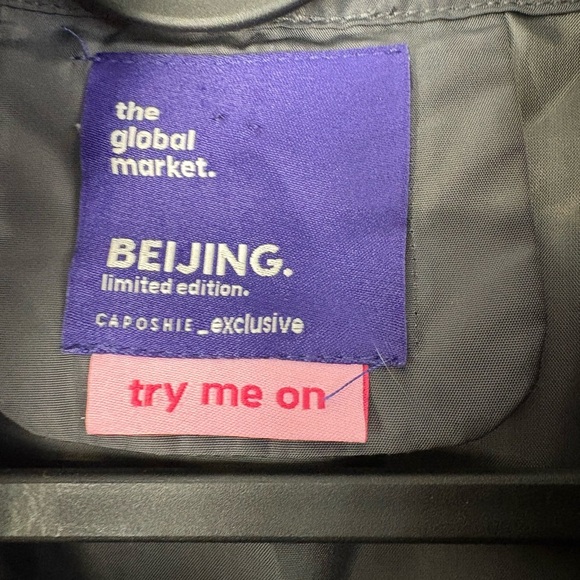 the
global
market.
BEIJING.
limited edition.
CAPOSHIE_exclusive
try me on